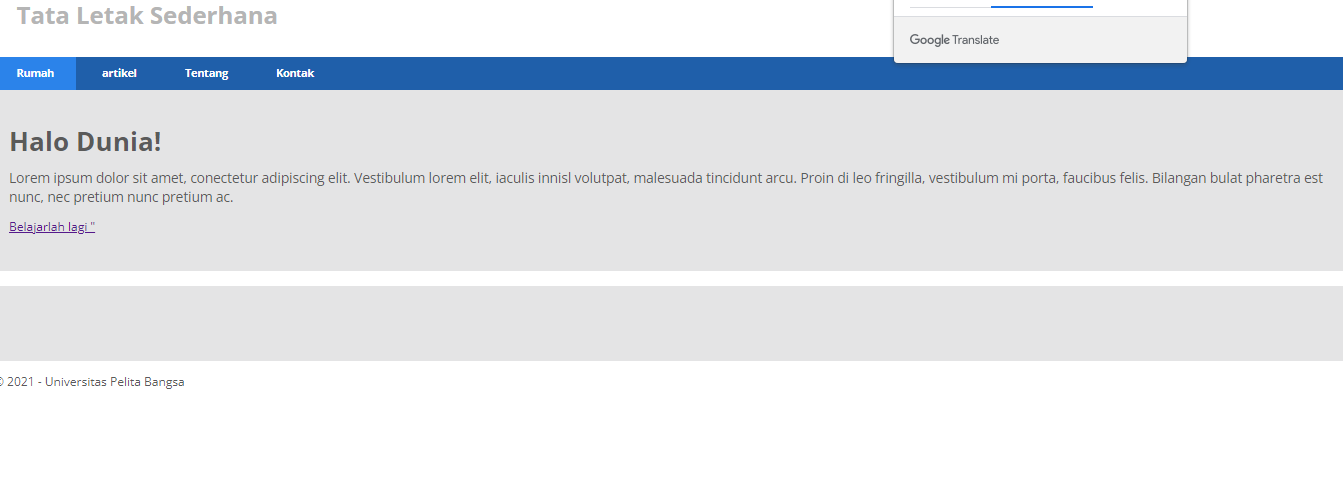 Tata Letak Sederhana
Google Translate
Rumah artikel Tentang Kontak
Halo Dunia!
Lorem ipsum dolor sit amet, conectetur adipiscing elit. Vestibulum lorem elit, iaculis innisl volutpat, malesuada tincidunt arcu. Proin di leo fringilla, vestibulum mi porta, faucibus felis. Bilangan bulat pharetra est
nunc, nec pretium nunc pretium ac.
Belajarlah lagi "
© 2021 - Universitas Pelita Bangsa